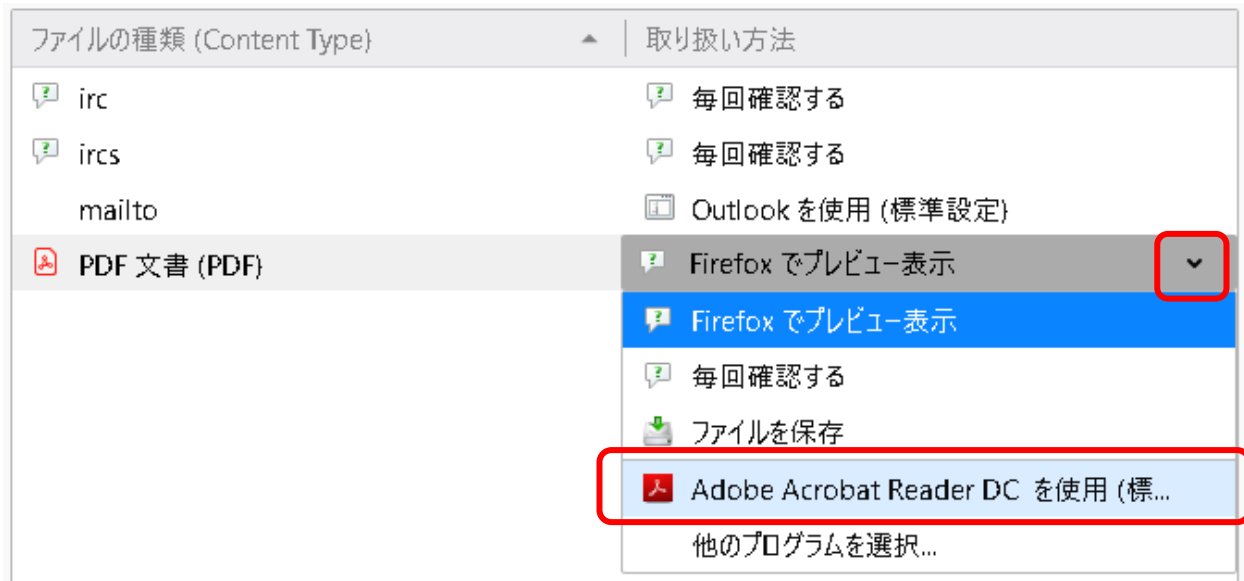 ファイルの種類 (Content Type) 取り扱い方法
irc 毎回確認する
ircs 毎回確認する
mailto Outlook を使用 (標準設定)
PDF 文書 (PDF) Firefox でプレビュー表示
Firefox でプレビュー表示
毎回確認する
ファイルを保存
Adobe Acrobat Reader DC を使用 (標...
他のプログラムを選択...